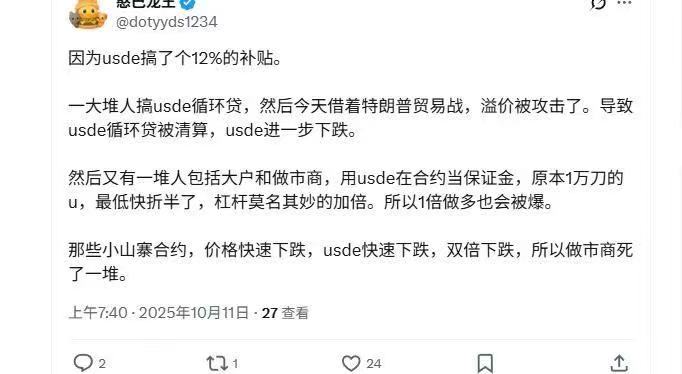 憨巴龙王
@dotyyds1234
因为usde搞了个12%的补贴。
一大堆人搞usde循环贷，然后今天借着特朗普贸易战，溢价被攻击了。导致
usde循环贷被清算，usde进一步下跌。
然后又有一堆人包括大户和做市商，用usde在合约当保证金，原本1万刀的
u，最低快折半了，杠杆莫名其妙的加倍。所以1倍做多也会被爆。
那些小山寨合约，价格快速下跌，usde快速下跌，双倍下跌，所以做市商死
了一堆。
上午7:40 · 2025年10月11日 · 27 查看
2 1 24